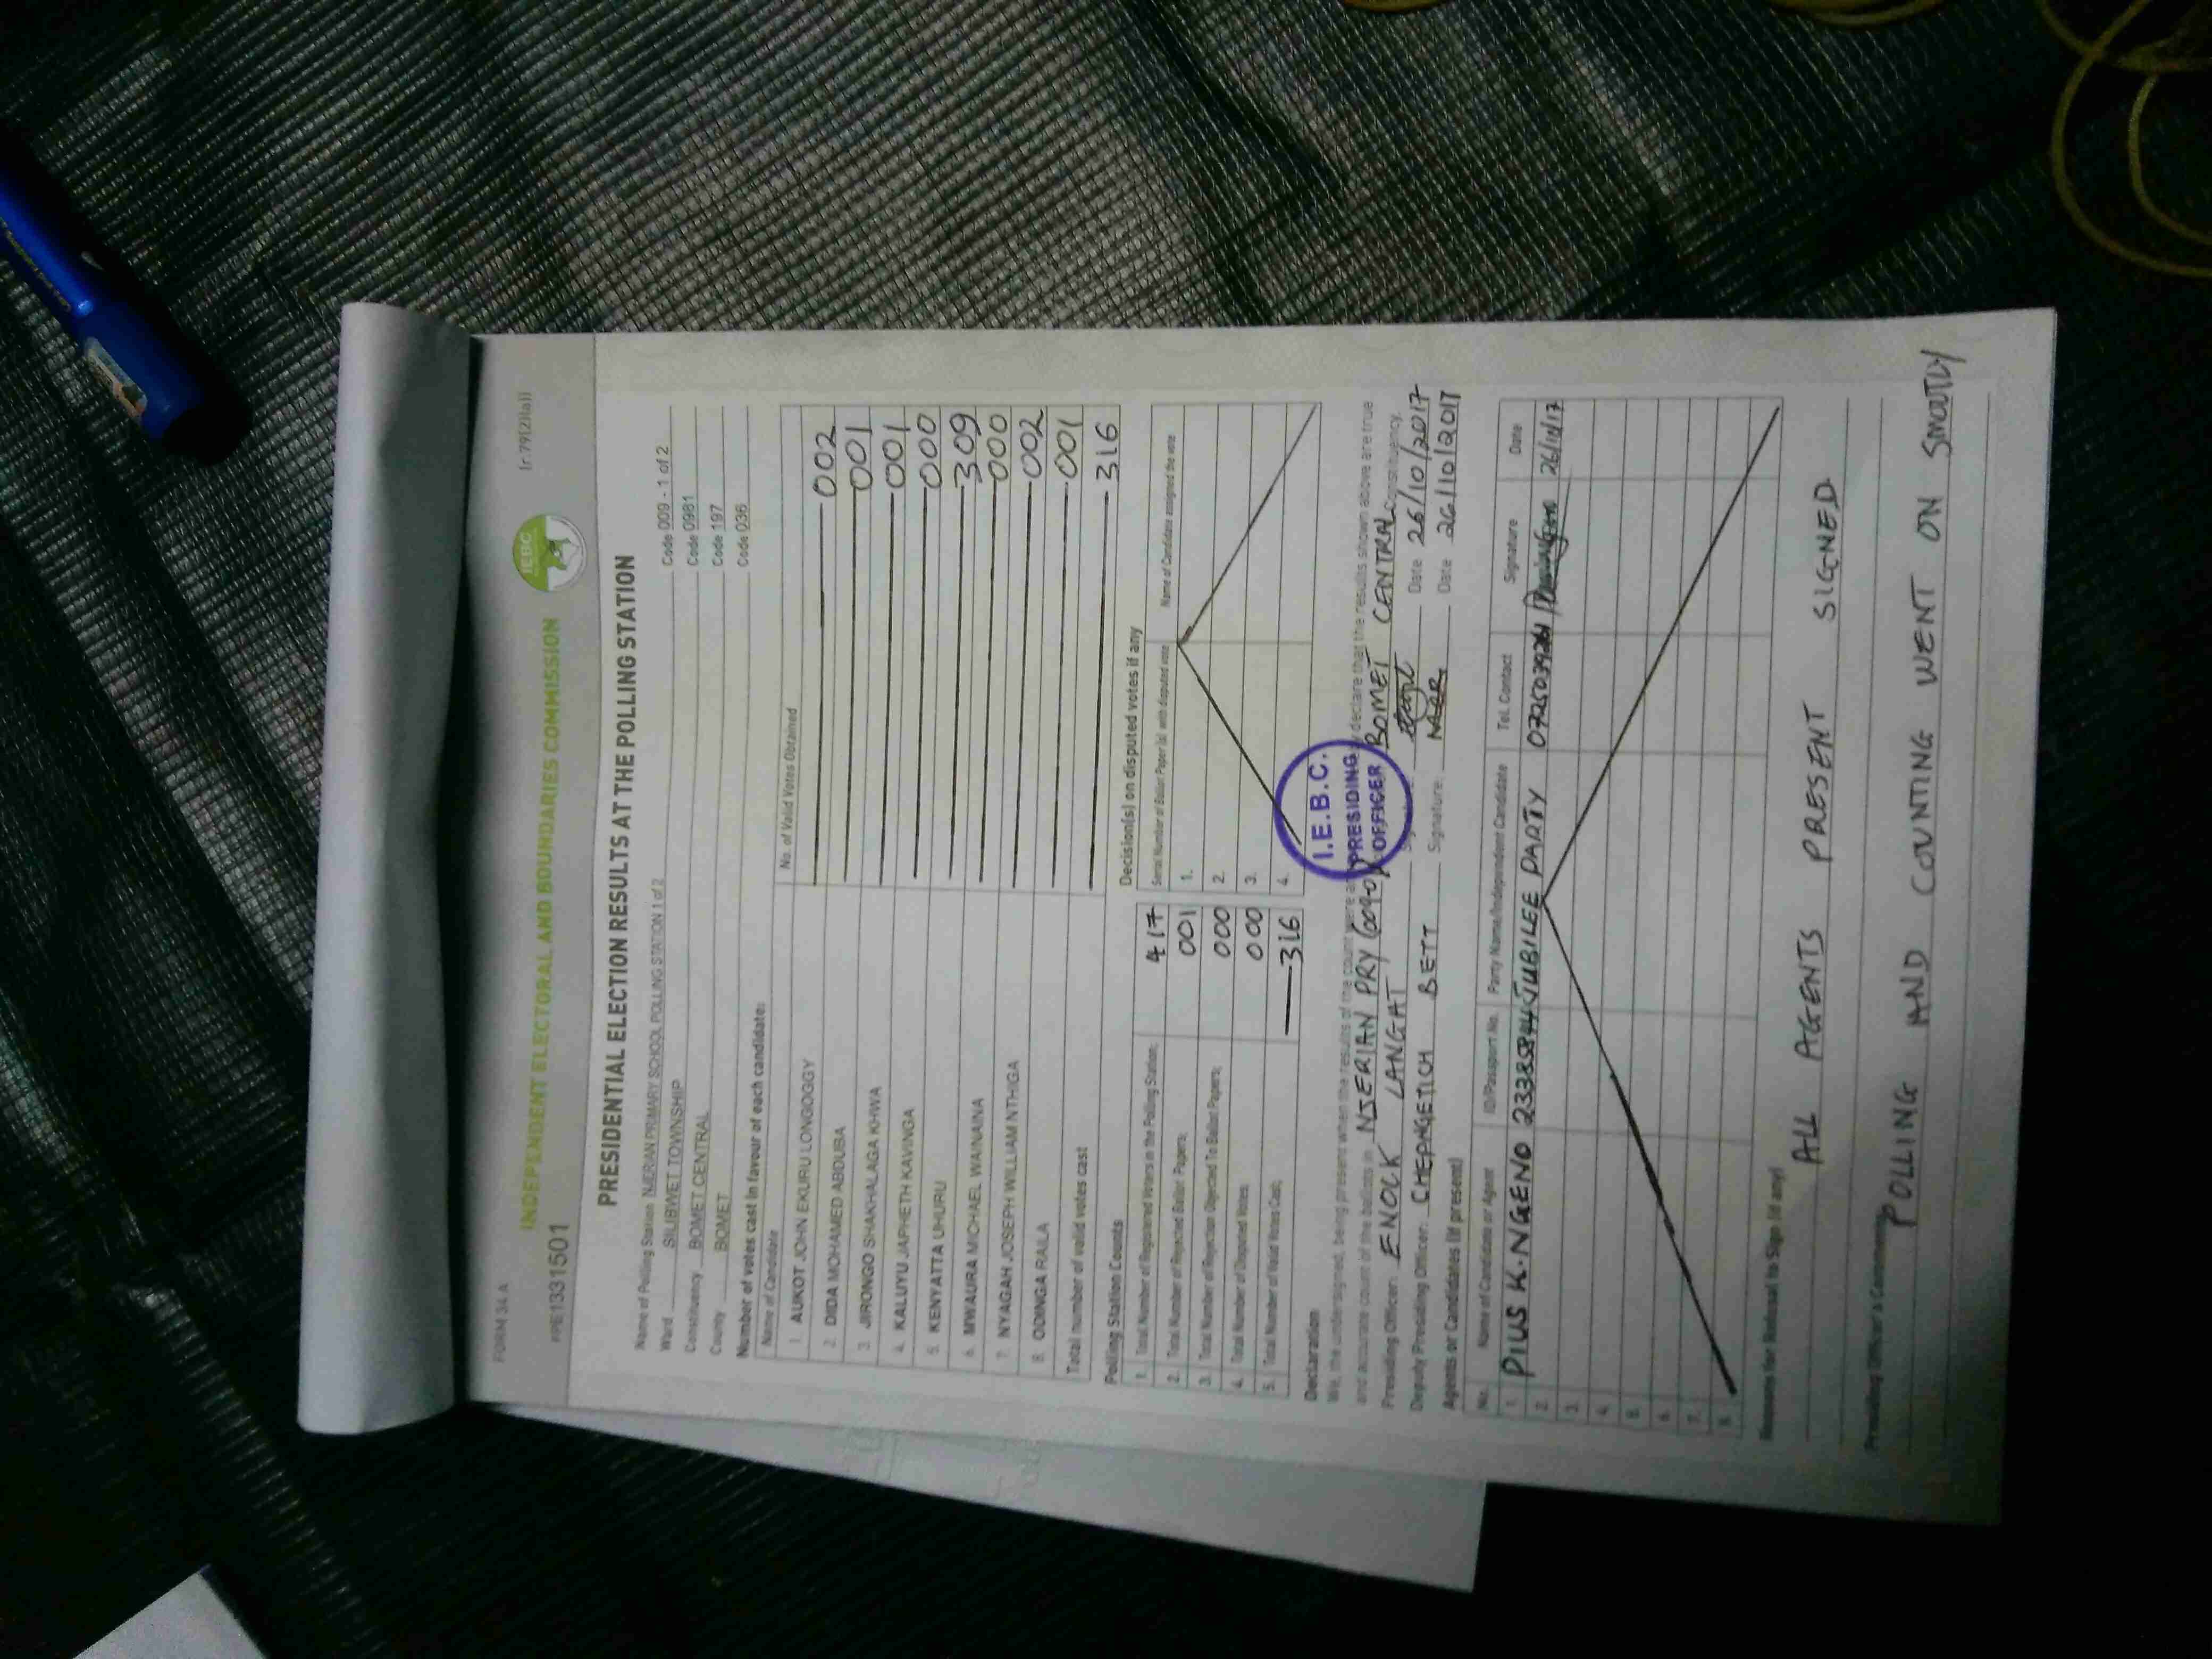 FORM 34 A
[r.79(2)(a)]
INDEPENDENT ELECTORAL AND BOUNDARIES COMMISSION
IEBC
PRE1331501
PRESIDENTIAL ELECTION RESULTS AT THE POLLING STATION
Name of Polling Station NJERIAN PRIMARY SCHOOL POLLING STATION 1 of 2 Code 009 - 1 of 2
Ward SILIBWET TOWNSHIP Code 0981
Constituency BOMET CENTRAL Code 197
County BOMET Code 036
Number of votes cast in favour of each candidate:
Name of Candidate No. of Valid Votes Obtained
1. AUKOT JOHN EKURU LONGOGGY 002
2. DIDA MOHAMED ABDUBA 001
3. JIRONGO SHAKHALAGA KHWA 001
4. KALUYU JAPHETH KAVINGA 000
5. KENYATTA UHURU 309
6. MWAURA MICHAEL WAINAINA 000
7. NYAGAH JOSEPH WILLIAM NTHIGA 002
8. ODINGA RAILA 001
Total number of valid votes cast 316
Polling Station Counts
1. Total Number of Registered Voters in the Polling Station; 417
2. Total Number of Rejected Ballot Papers; 001
3. Total Number of Rejection Objected To Ballot Papers; 000
4. Total Number of Disputed Votes; 000
5. Total Number of Valid Votes Cast; 316
Decision(s) on disputed votes if any
Serial Number of Ballot Paper (s) with disputed vote Name of Candidate assigned the vote
1.
2.
3.
4.
Declaration
We, the undersigned, being present when the results of the count were declare that the results shown above are true
and accurate count of the ballots in NJERIAN PRY BOMET CENTRAL Constituency.
I.E.B.C.
PRESIDING
OFFICER
Presiding Officer: ENOCK LANGAT Date 26/10/2017
Deputy Presiding Officer: CHEPNGETICH BETT Signature: Date 26/10/2017
Agents or Candidates (if present)
No. Name of Candidate or Agent ID/Passport No. Party Name/Independent Candidate Tel. Contact Signature Date
1. PIUS K. NGENO JUBILEE PARTY
2.
3.
4.
5.
6.
7.
8.
Reasons for Refusal to Sign (if any)
ALL AGENTS PRESENT SIGNED
Presiding Officer's Comments
POLLING AND COUNTING WENT ON SMOUTLY